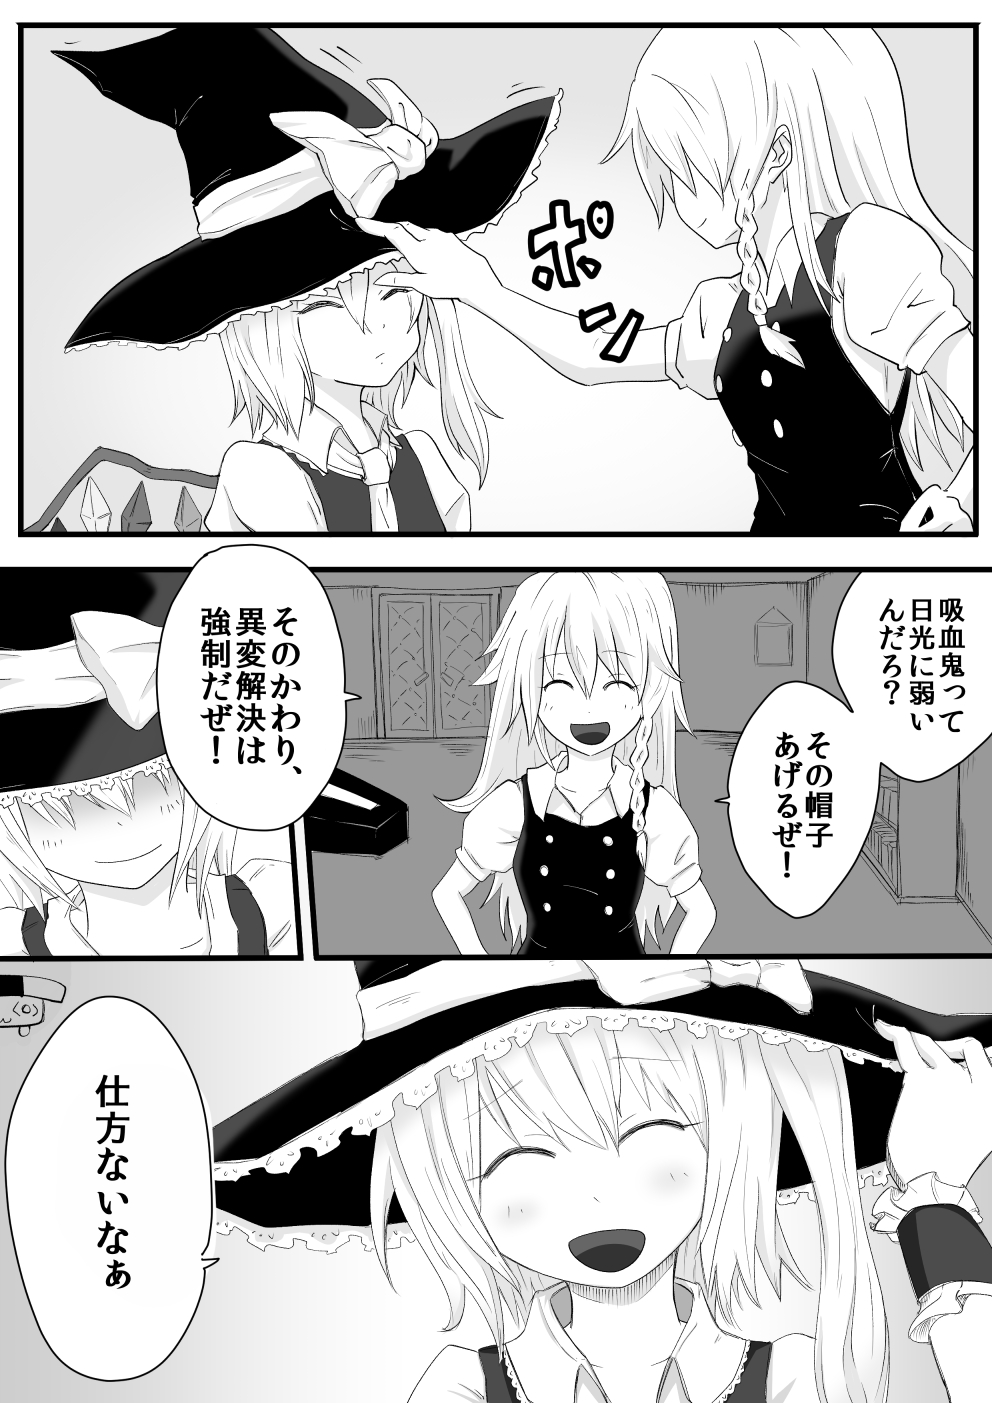 ポン
吸血鬼って
日光に弱い
んだろ？
その帽子
あげるぜ！
そのかわり、
異変解決は
強制だぜ！
仕方ないなぁ